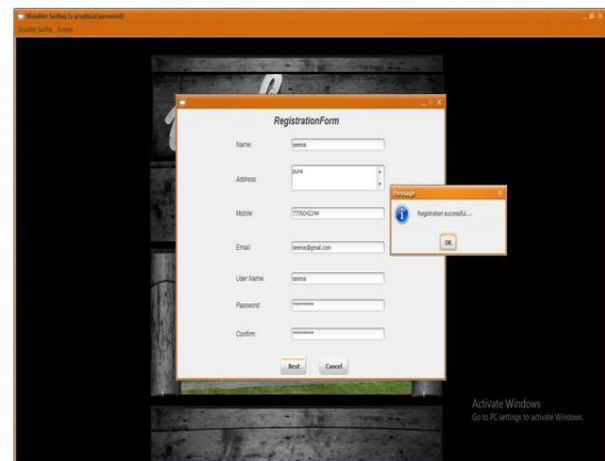 Shoulder Surfing (a graphical password)
Shoulder Surfing System
RegistrationForm
Name: seema
Address: pune
Mobile: 7776042244
Email: seema@gmail.com
User Name: seema
Password: ********
Confirm: ********
Next Cancel
Message
Registration successful.....
OK
Activate Windows
Go to PC settings to activate Windows.